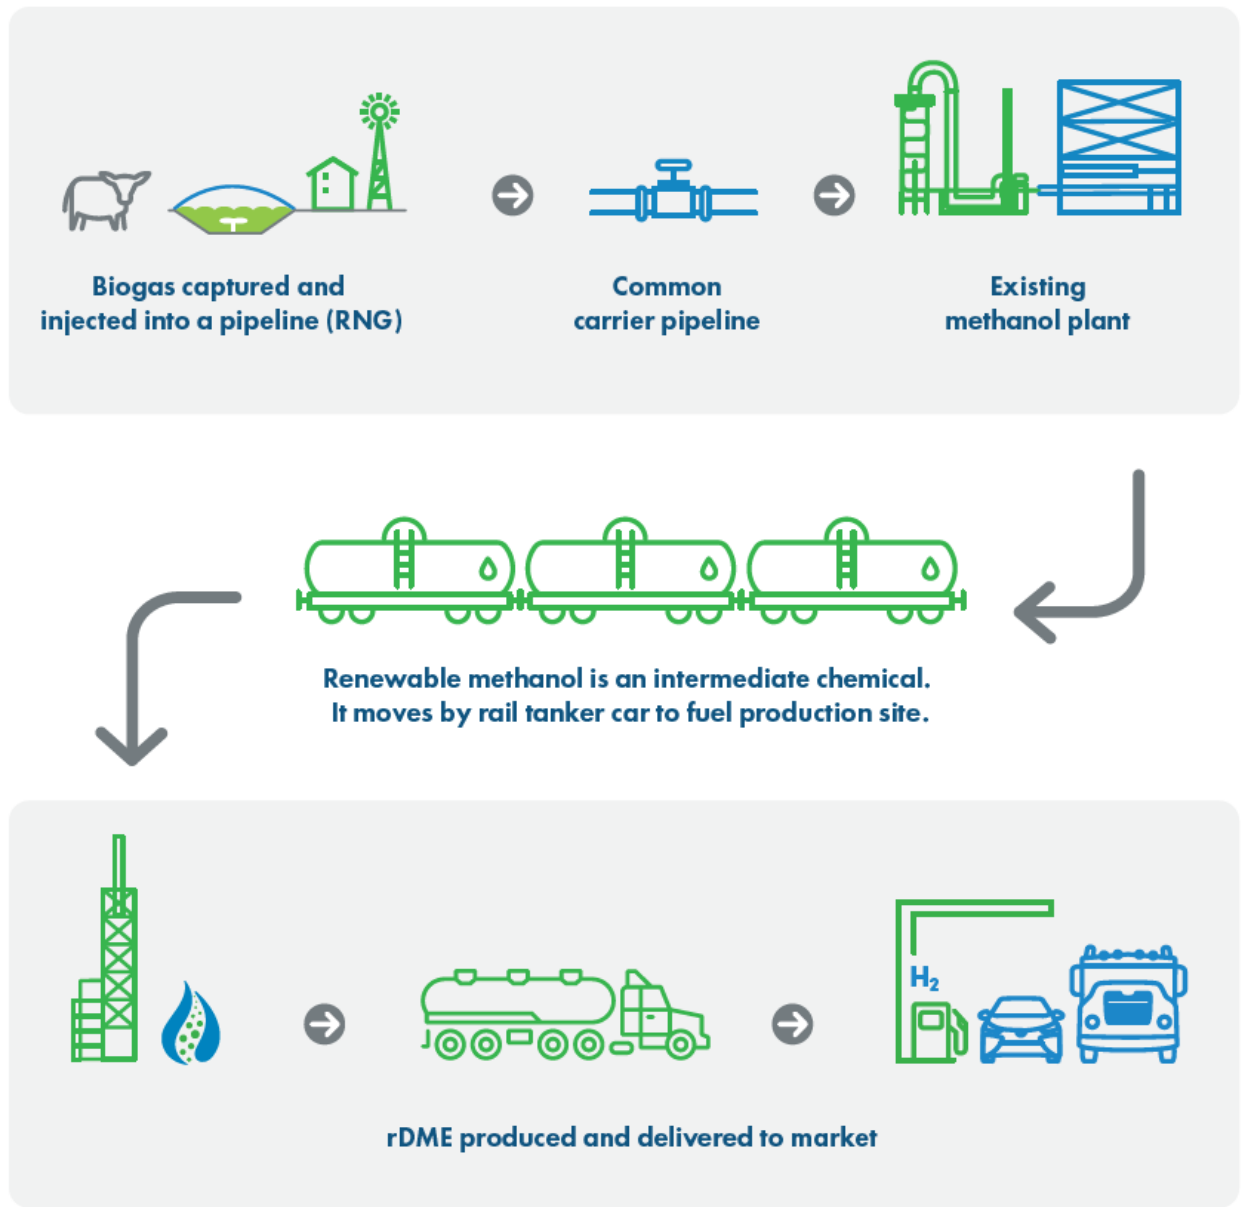 Biogas captured and
injected into a pipeline (RNG)
Common
carrier pipeline
Existing
methanol plant
Renewable methanol is an intermediate chemical.
It moves by rail tanker car to fuel production site.
H₂
rDME produced and delivered to market